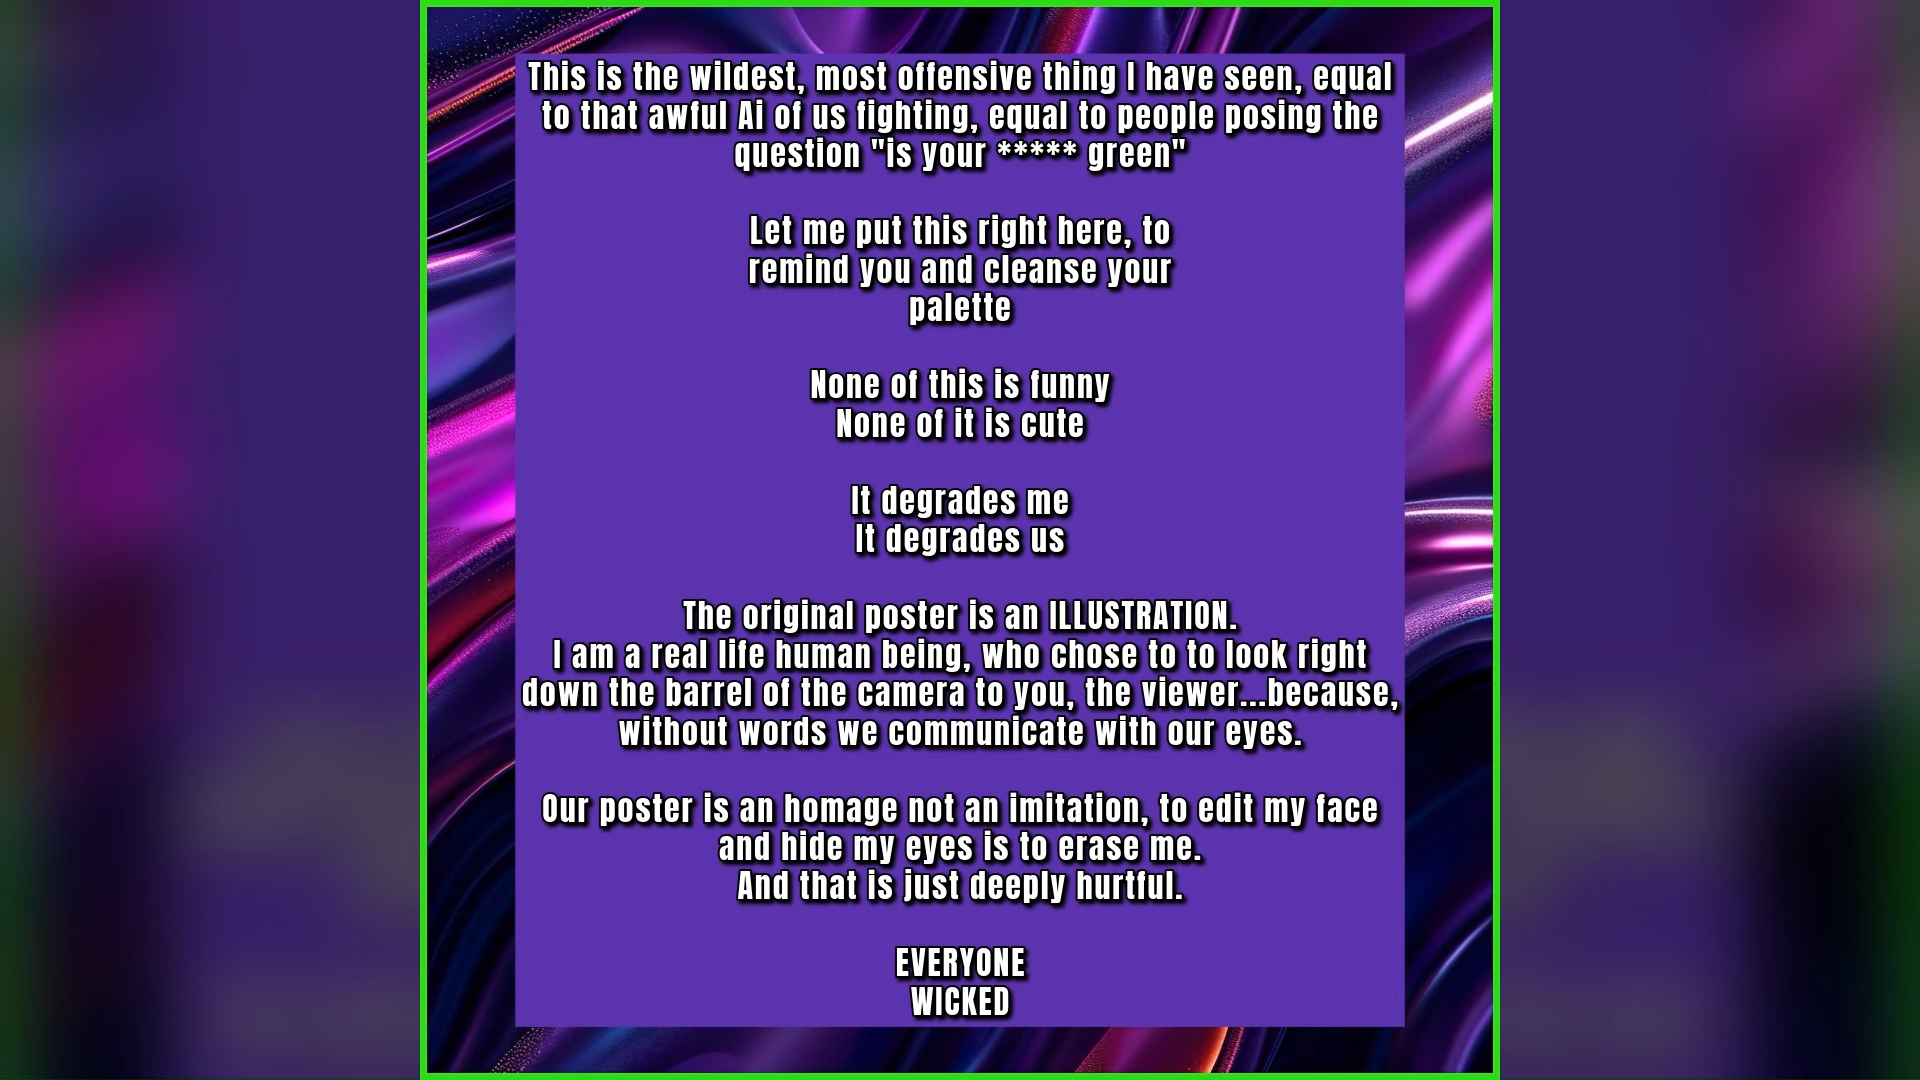 This is the wildest, most offensive thing I have seen, equal
to that awful Ai of us fighting, equal to people posing the
question "is your ***** green"
Let me put this right here, to
remind you and cleanse your
palette
None of this is funny
None of it is cute
It degrades me
It degrades us
The original poster is an ILLUSTRATION.
I am a real life human being, who chose to to look right
down the barrel of the camera to you, the viewer...because,
without words we communicate with our eyes.
Our poster is an homage not an imitation, to edit my face
and hide my eyes is to erase me.
And that is just deeply hurtful.
EVERYONE
WICKED